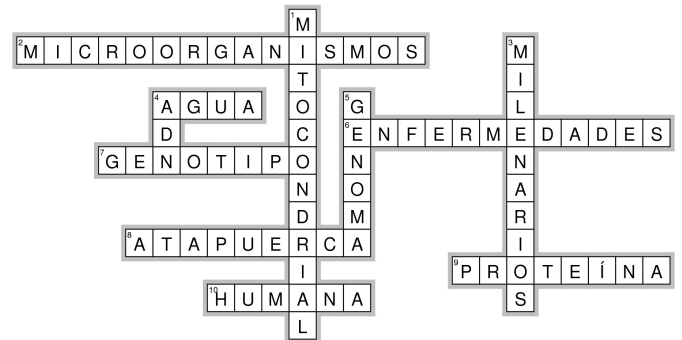 1 MITOCONDRIAL
2 MICROORGANISMOS
3 MILENARIOS
4 AGUA
ADN
5 GENOMA
6 ENFERMEDADES
7 GENOTIPO
8 ATAPUERCA
9 PROTEÍNA
10 HUMANA